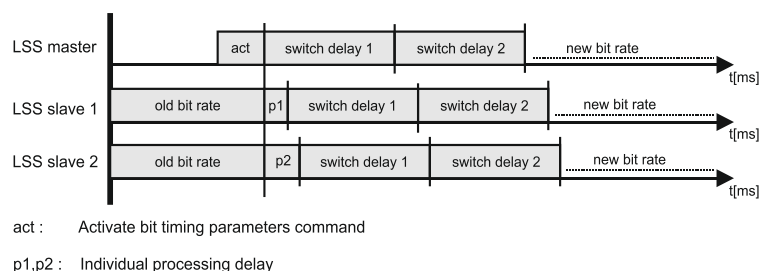 LSS master act switch delay 1 switch delay 2 new bit rate
t[ms]
LSS slave 1 old bit rate p1 switch delay 1 switch delay 2 new bit rate
t[ms]
LSS slave 2 old bit rate p2 switch delay 1 switch delay 2 new bit rate
t[ms]
act : Activate bit timing parameters command
p1,p2 : Individual processing delay